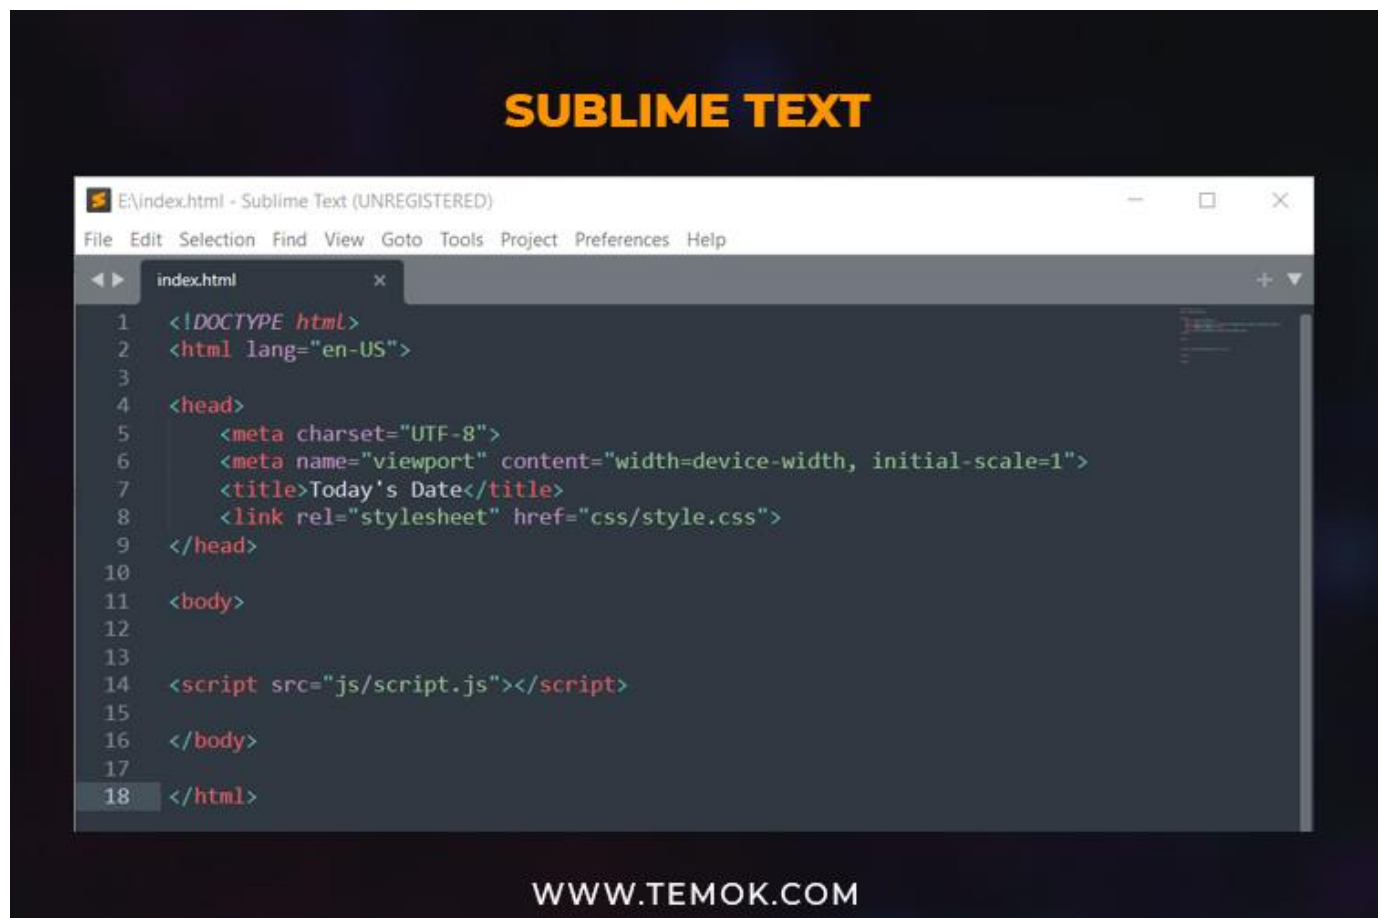 SUBLIME TEXT
E:\index.html - Sublime Text (UNREGISTERED)
File Edit Selection Find View Goto Tools Project Preferences Help
index.html
1 <!DOCTYPE html>
2 <html lang="en-US">
3
4 <head>
5     <meta charset="UTF-8">
6     <meta name="viewport" content="width=device-width, initial-scale=1">
7     <title>Today's Date</title>
8     <link rel="stylesheet" href="css/style.css">
9 </head>
10
11 <body>
12
13
14 <script src="js/script.js"></script>
15
16 </body>
17
18 </html>
WWW.TEMOK.COM